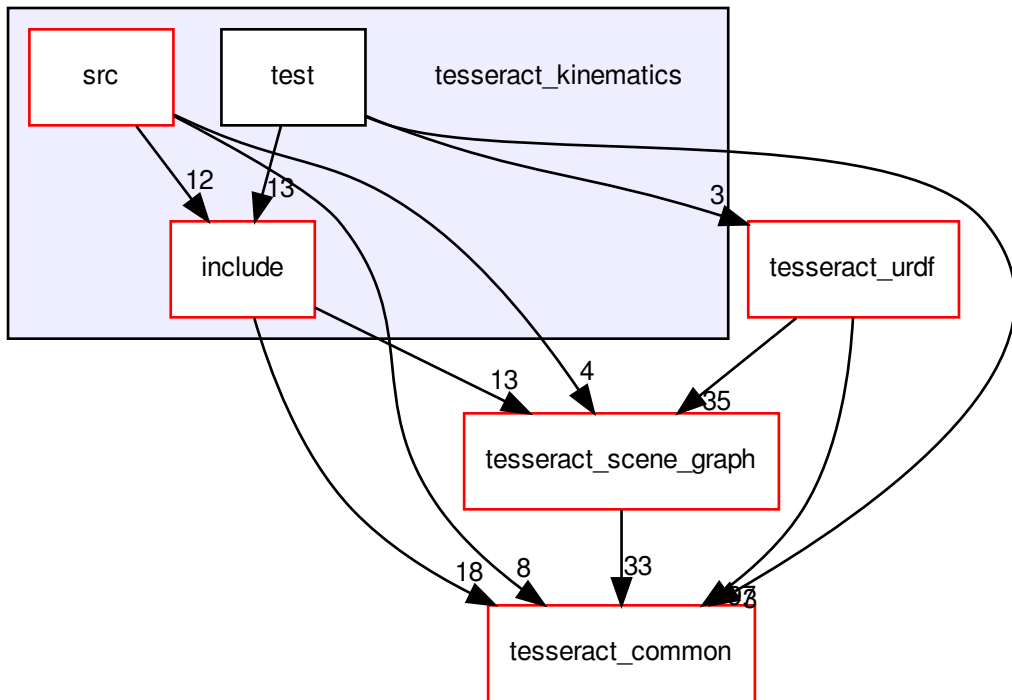 src
test
tesseract_kinematics
12
13
3
include
tesseract_urdf
13
4
35
tesseract_scene_graph
18
8
33
tesseract_common